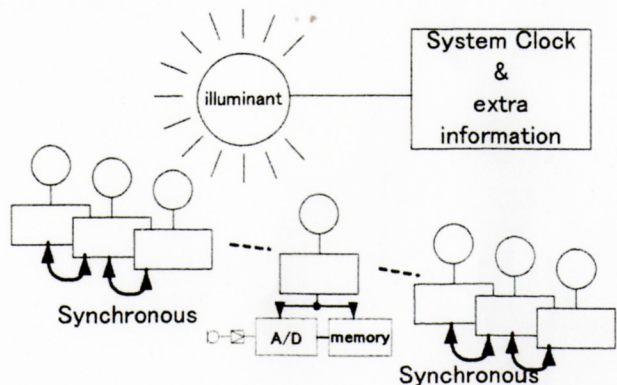 System Clock
&
extra
information
illuminant
Synchronous
A/D
memory
Synchronous